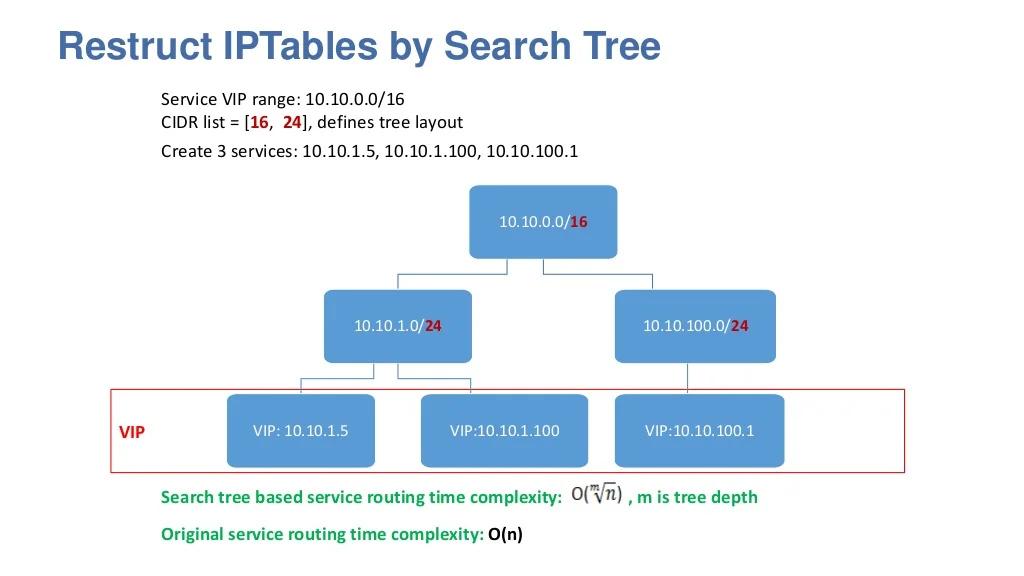 Restruct IPTables by Search Tree
Service VIP range: 10.10.0.0/16
CIDR list = [16, 24], defines tree layout
Create 3 services: 10.10.1.5, 10.10.1.100, 10.10.100.1
10.10.0.0/16
10.10.1.0/24
10.10.100.0/24
VIP
VIP: 10.10.1.5
VIP:10.10.1.100
VIP:10.10.100.1
Search tree based service routing time complexity: O(ᵐ√n) , m is tree depth
Original service routing time complexity: O(n)